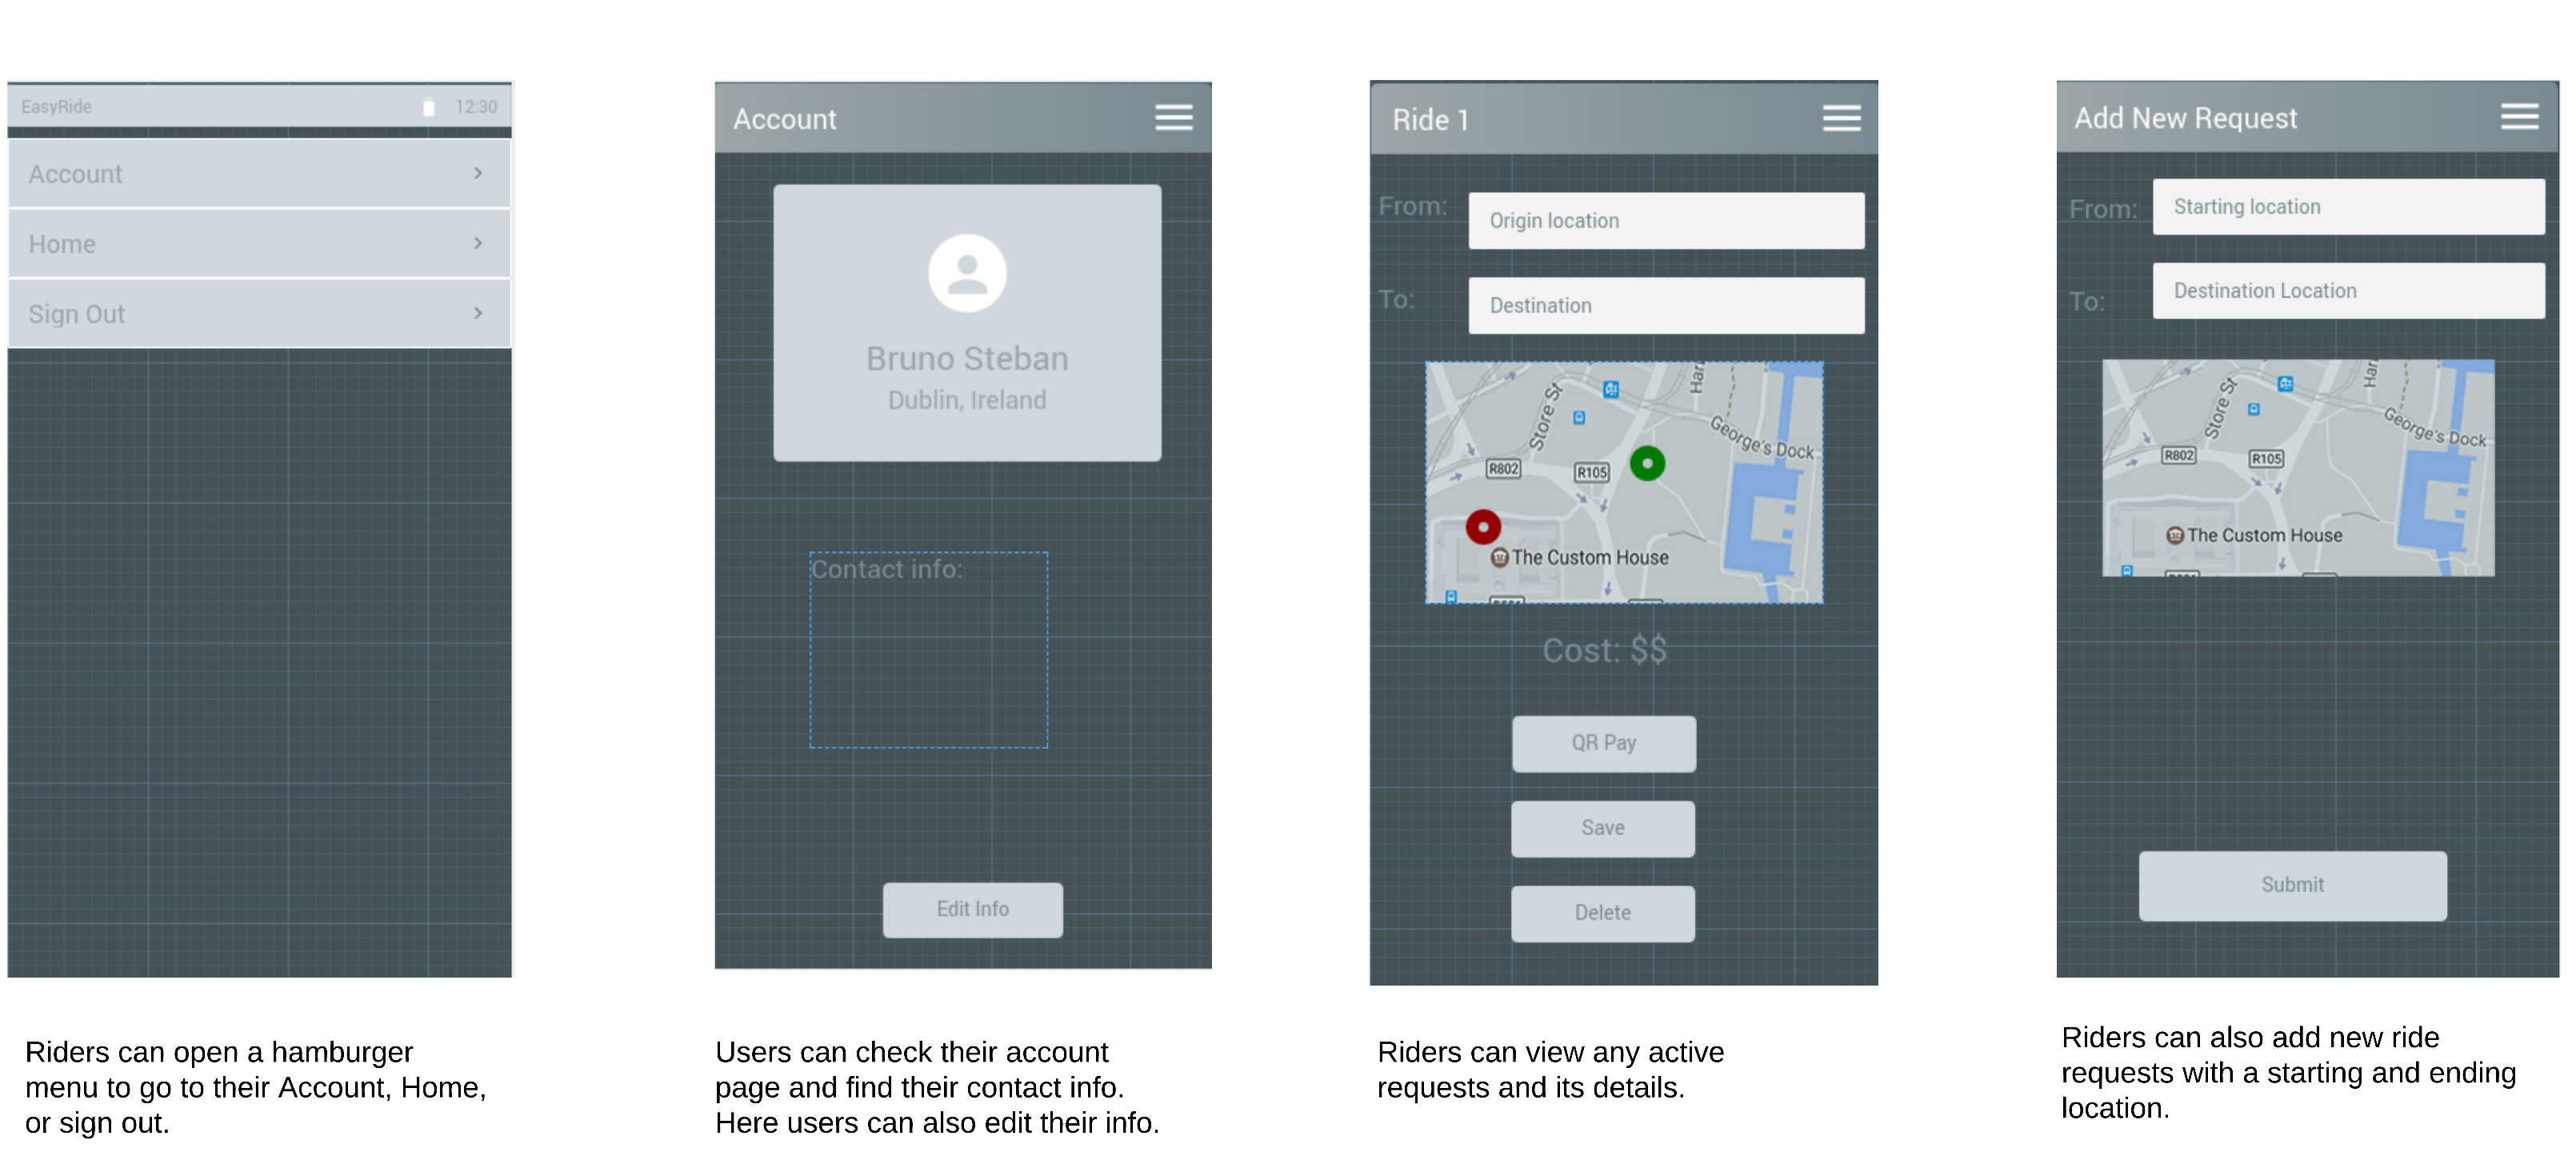 EasyRide 12:30
Account
Home
Sign Out
Riders can open a hamburger
menu to go to their Account, Home,
or sign out.
Account
Bruno Steban
Dublin, Ireland
Contact info:
Edit Info
Users can check their account
page and find their contact info.
Here users can also edit their info.
Ride 1
From: Origin location
To: Destination
Store St
George's Dock
R802
R105
The Custom House
Cost: $$
QR Pay
Save
Delete
Riders can view any active
requests and its details.
Add New Request
From: Starting location
To: Destination Location
Store St
George's Dock
R802
R105
The Custom House
Submit
Riders can also add new ride
requests with a starting and ending
location.